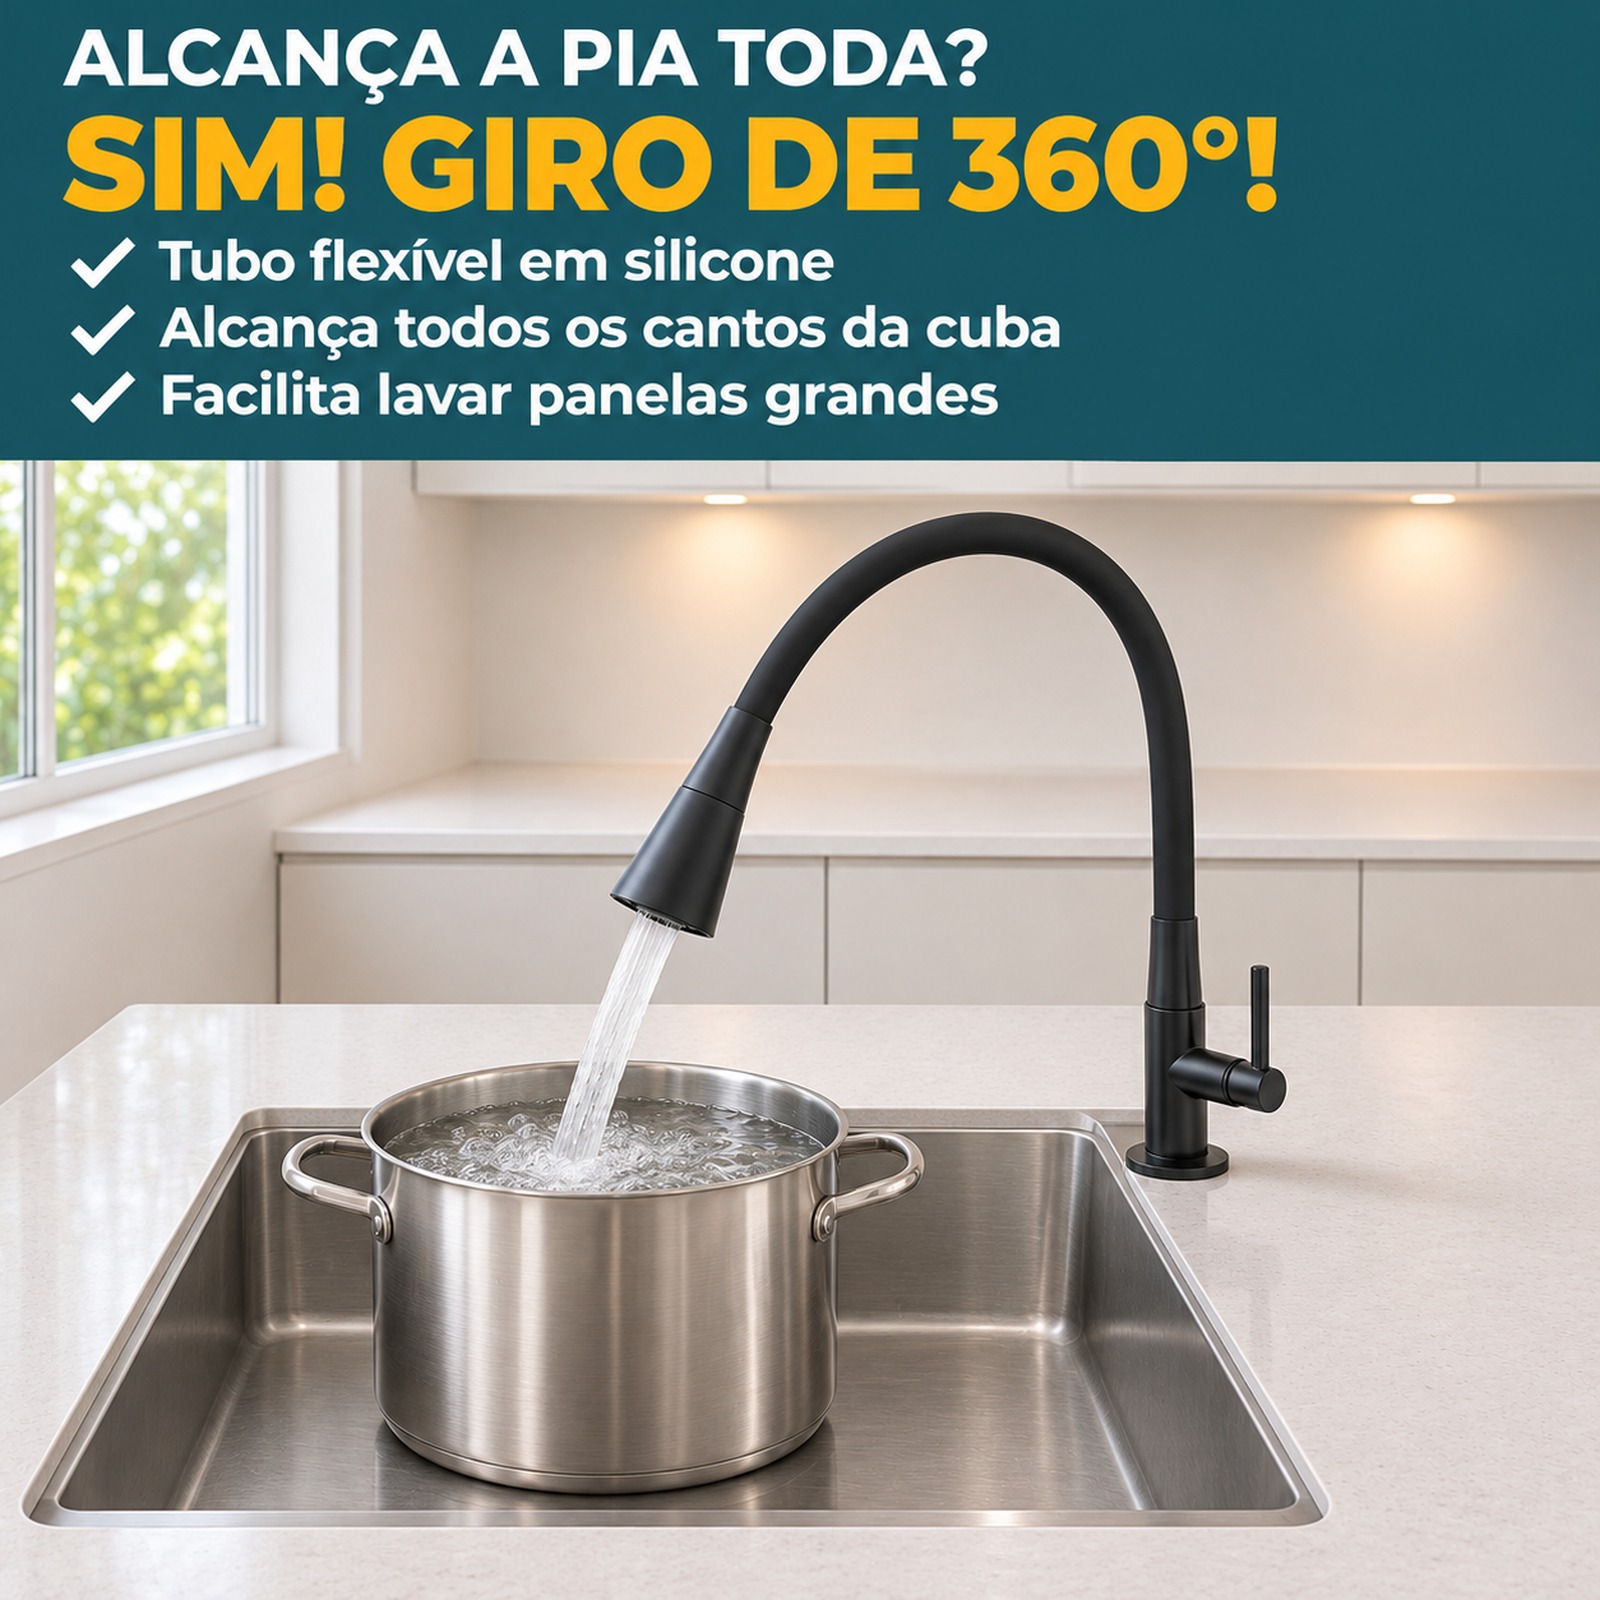 ALCANÇA A PIA TODA?
SIM! GIRO DE 360°!
Tubo flexível em silicone
Alcança todos os cantos da cuba
Facilita lavar panelas grandes